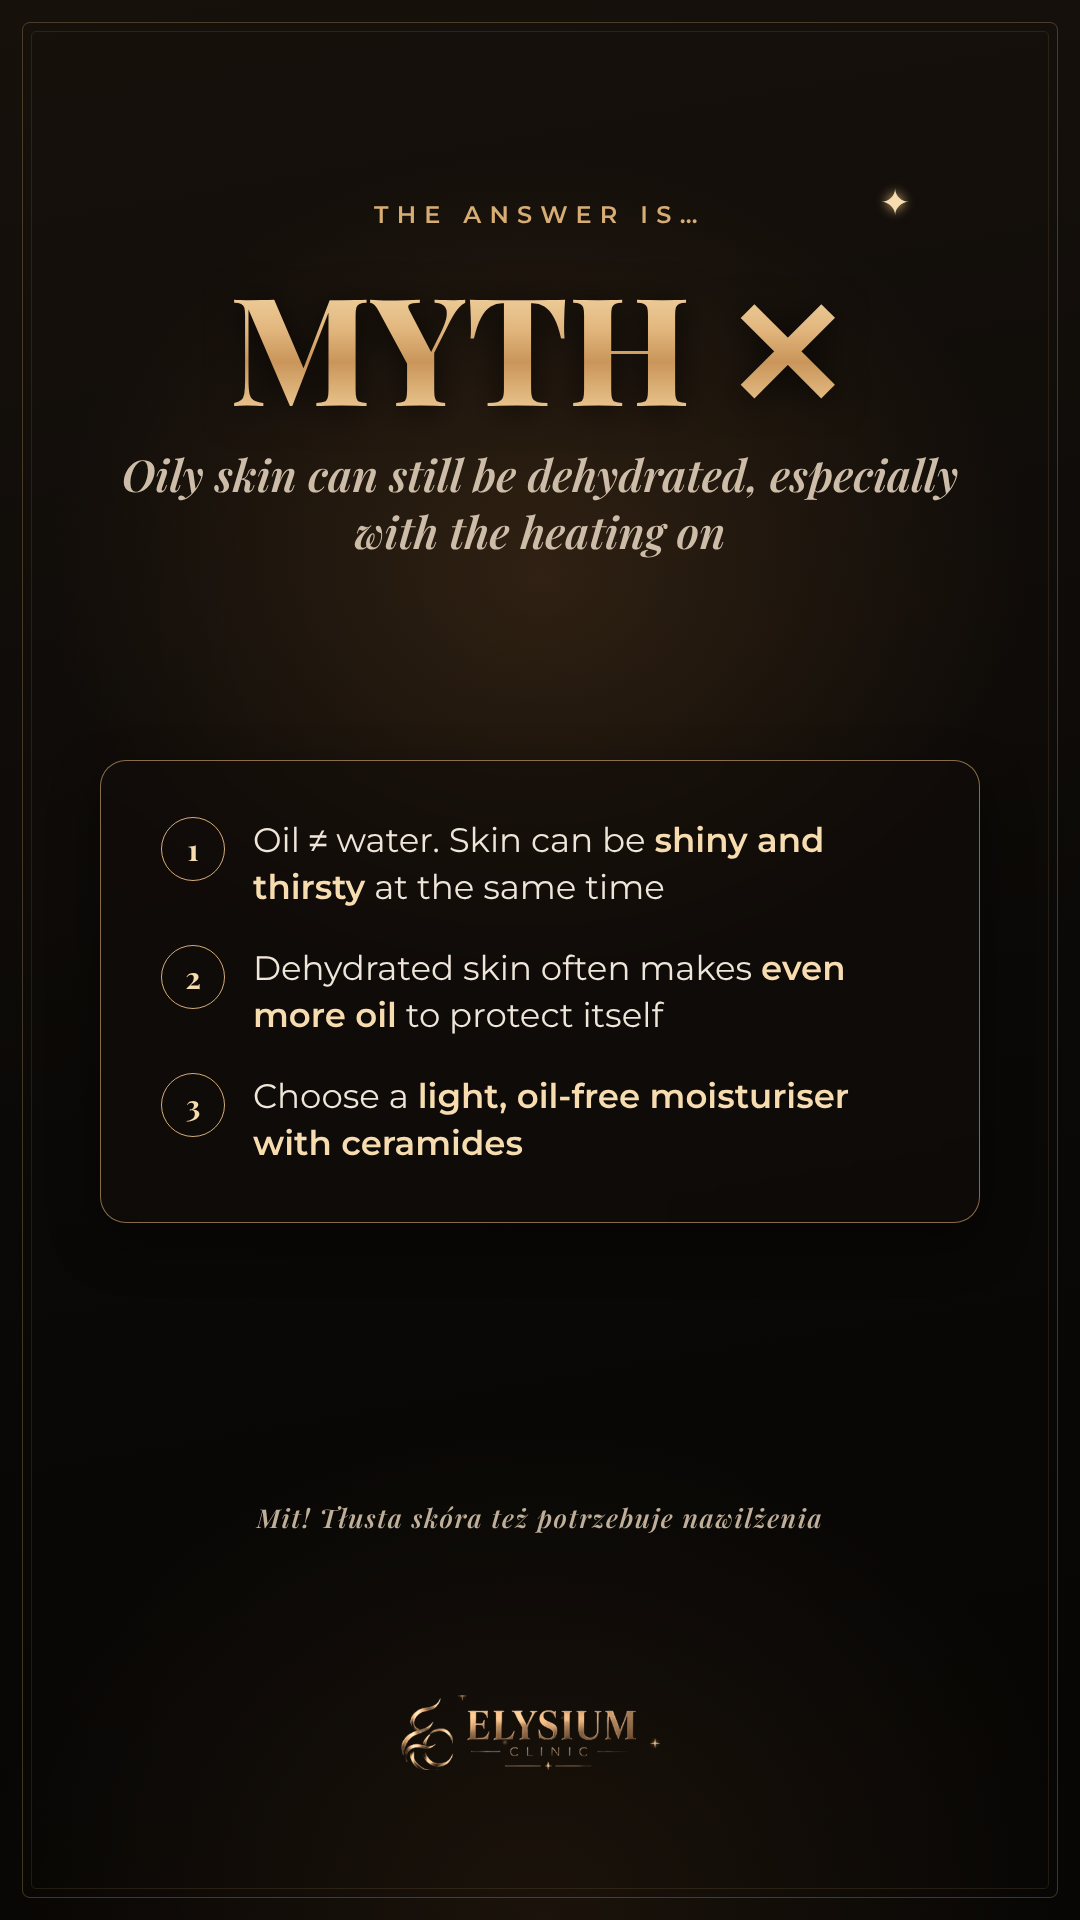 THE ANSWER IS…
MYTH ✕
Oily skin can still be dehydrated, especially
with the heating on
1
Oil ≠ water. Skin can be shiny and
thirsty at the same time
2
Dehydrated skin often makes even
more oil to protect itself
3
Choose a light, oil-free moisturiser
with ceramides
Mit! Tłusta skóra też potrzebuje nawilżenia
ELYSIUM
CLINIC